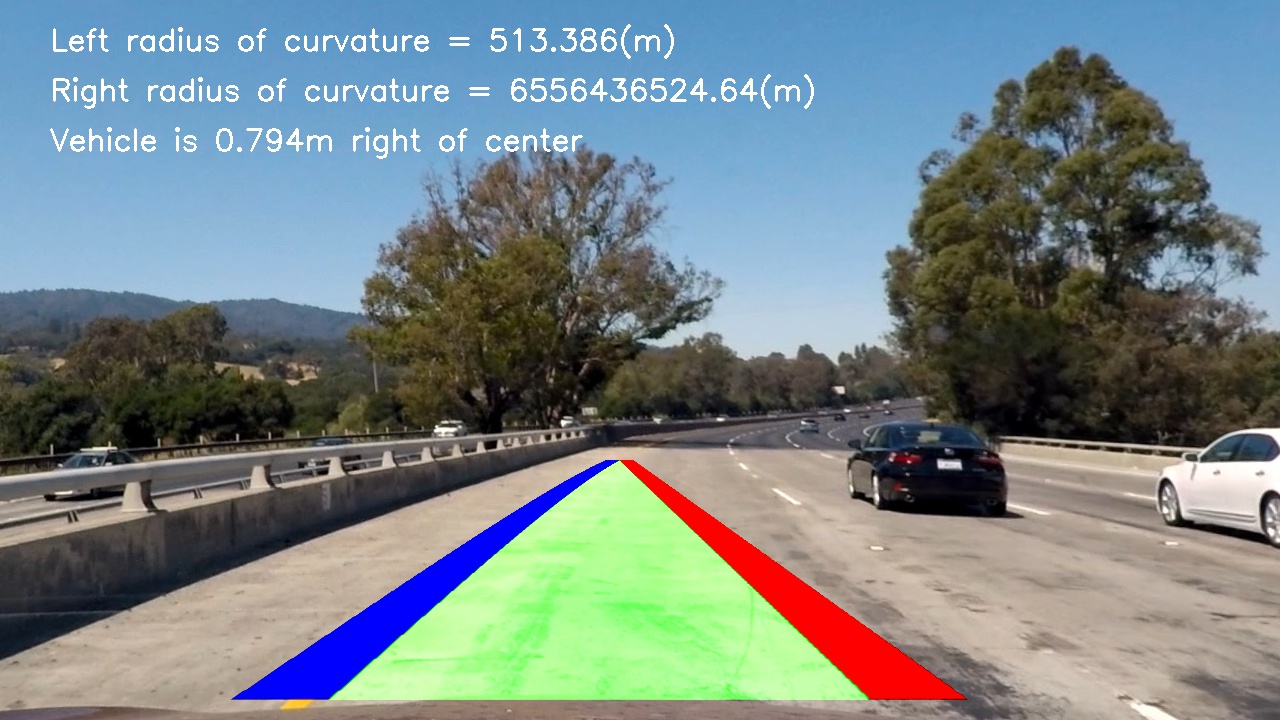 Left radius of curvature = 513.386(m)
Right radius of curvature = 6556436524.64(m)
Vehicle is 0.794m right of center